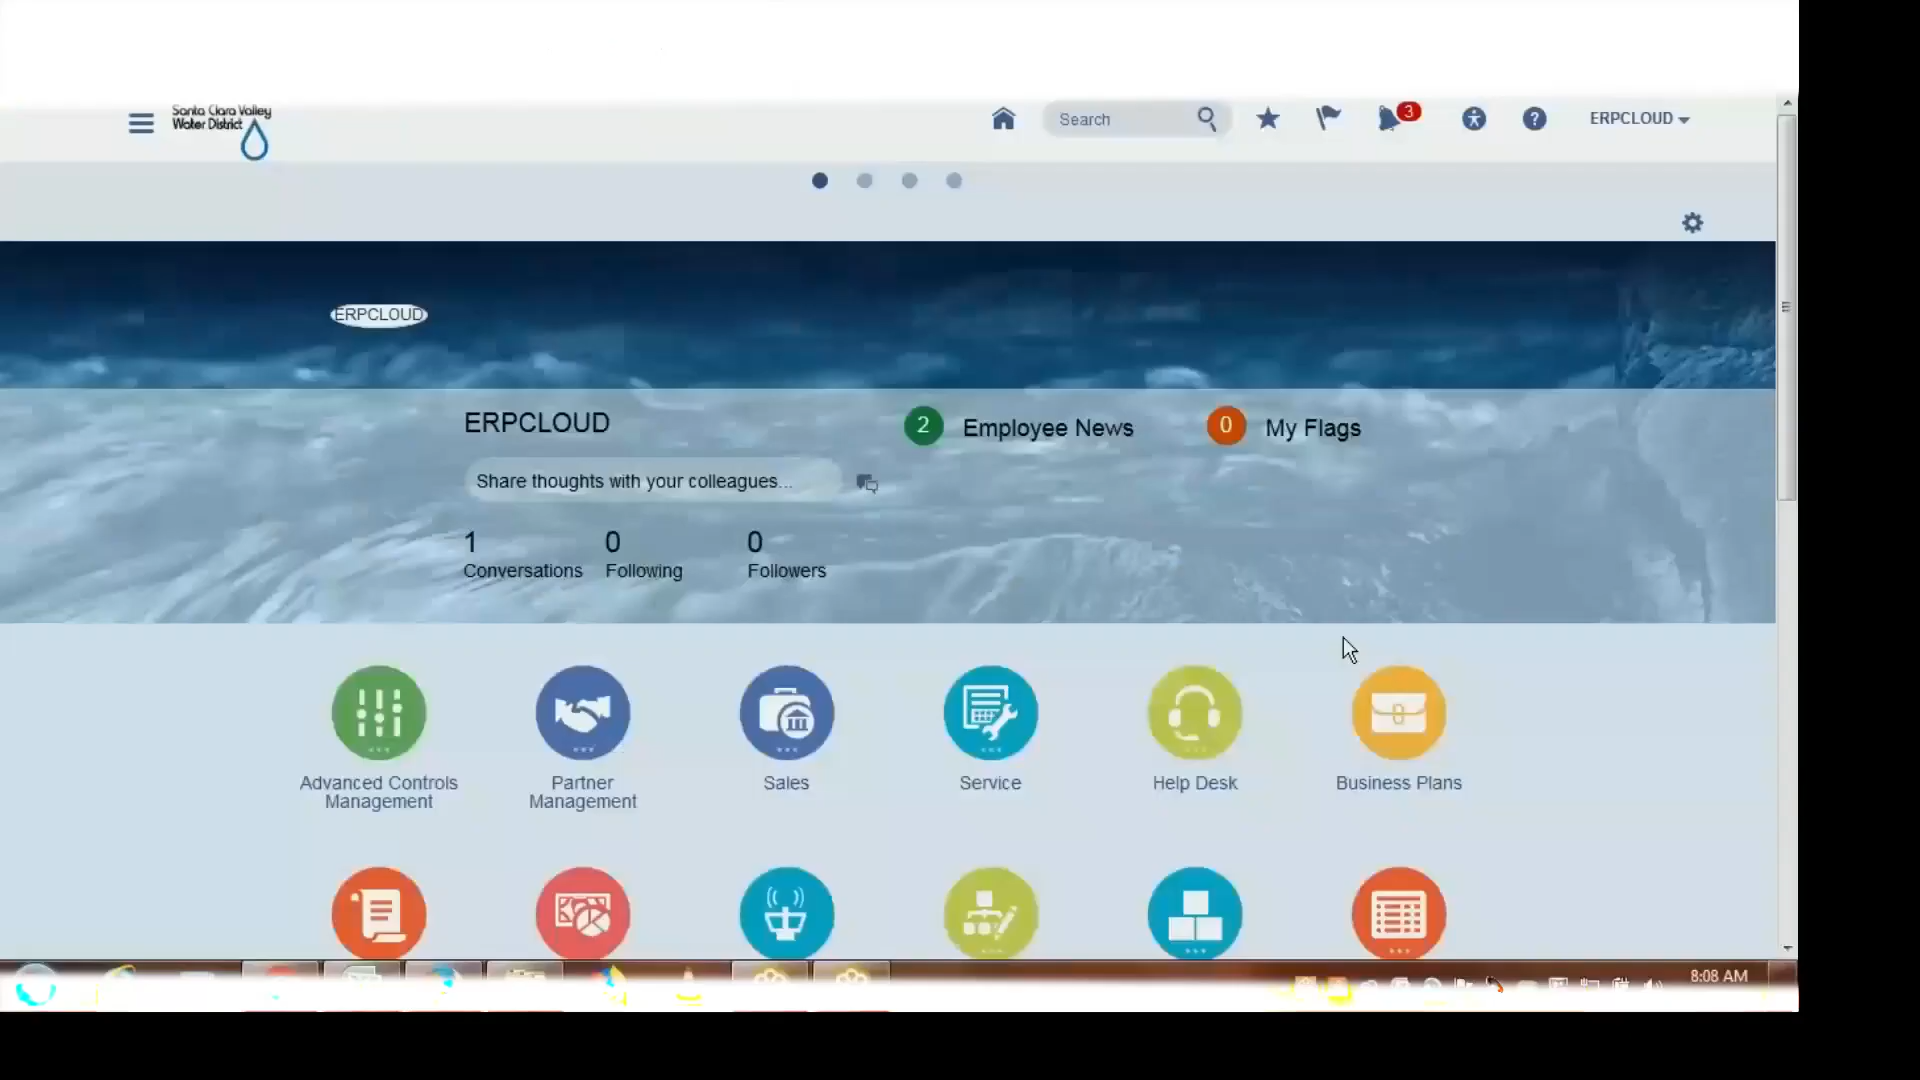 Santa Clara Valley
Water District
Search
3
?
ERPCLOUD
ERPCLOUD
ERPCLOUD
2 Employee News
0 My Flags
Share thoughts with your colleagues...
1 0 0
Conversations Following Followers
Advanced Controls Management
Partner Management
Sales
Service
Help Desk
Business Plans
8:08 AM